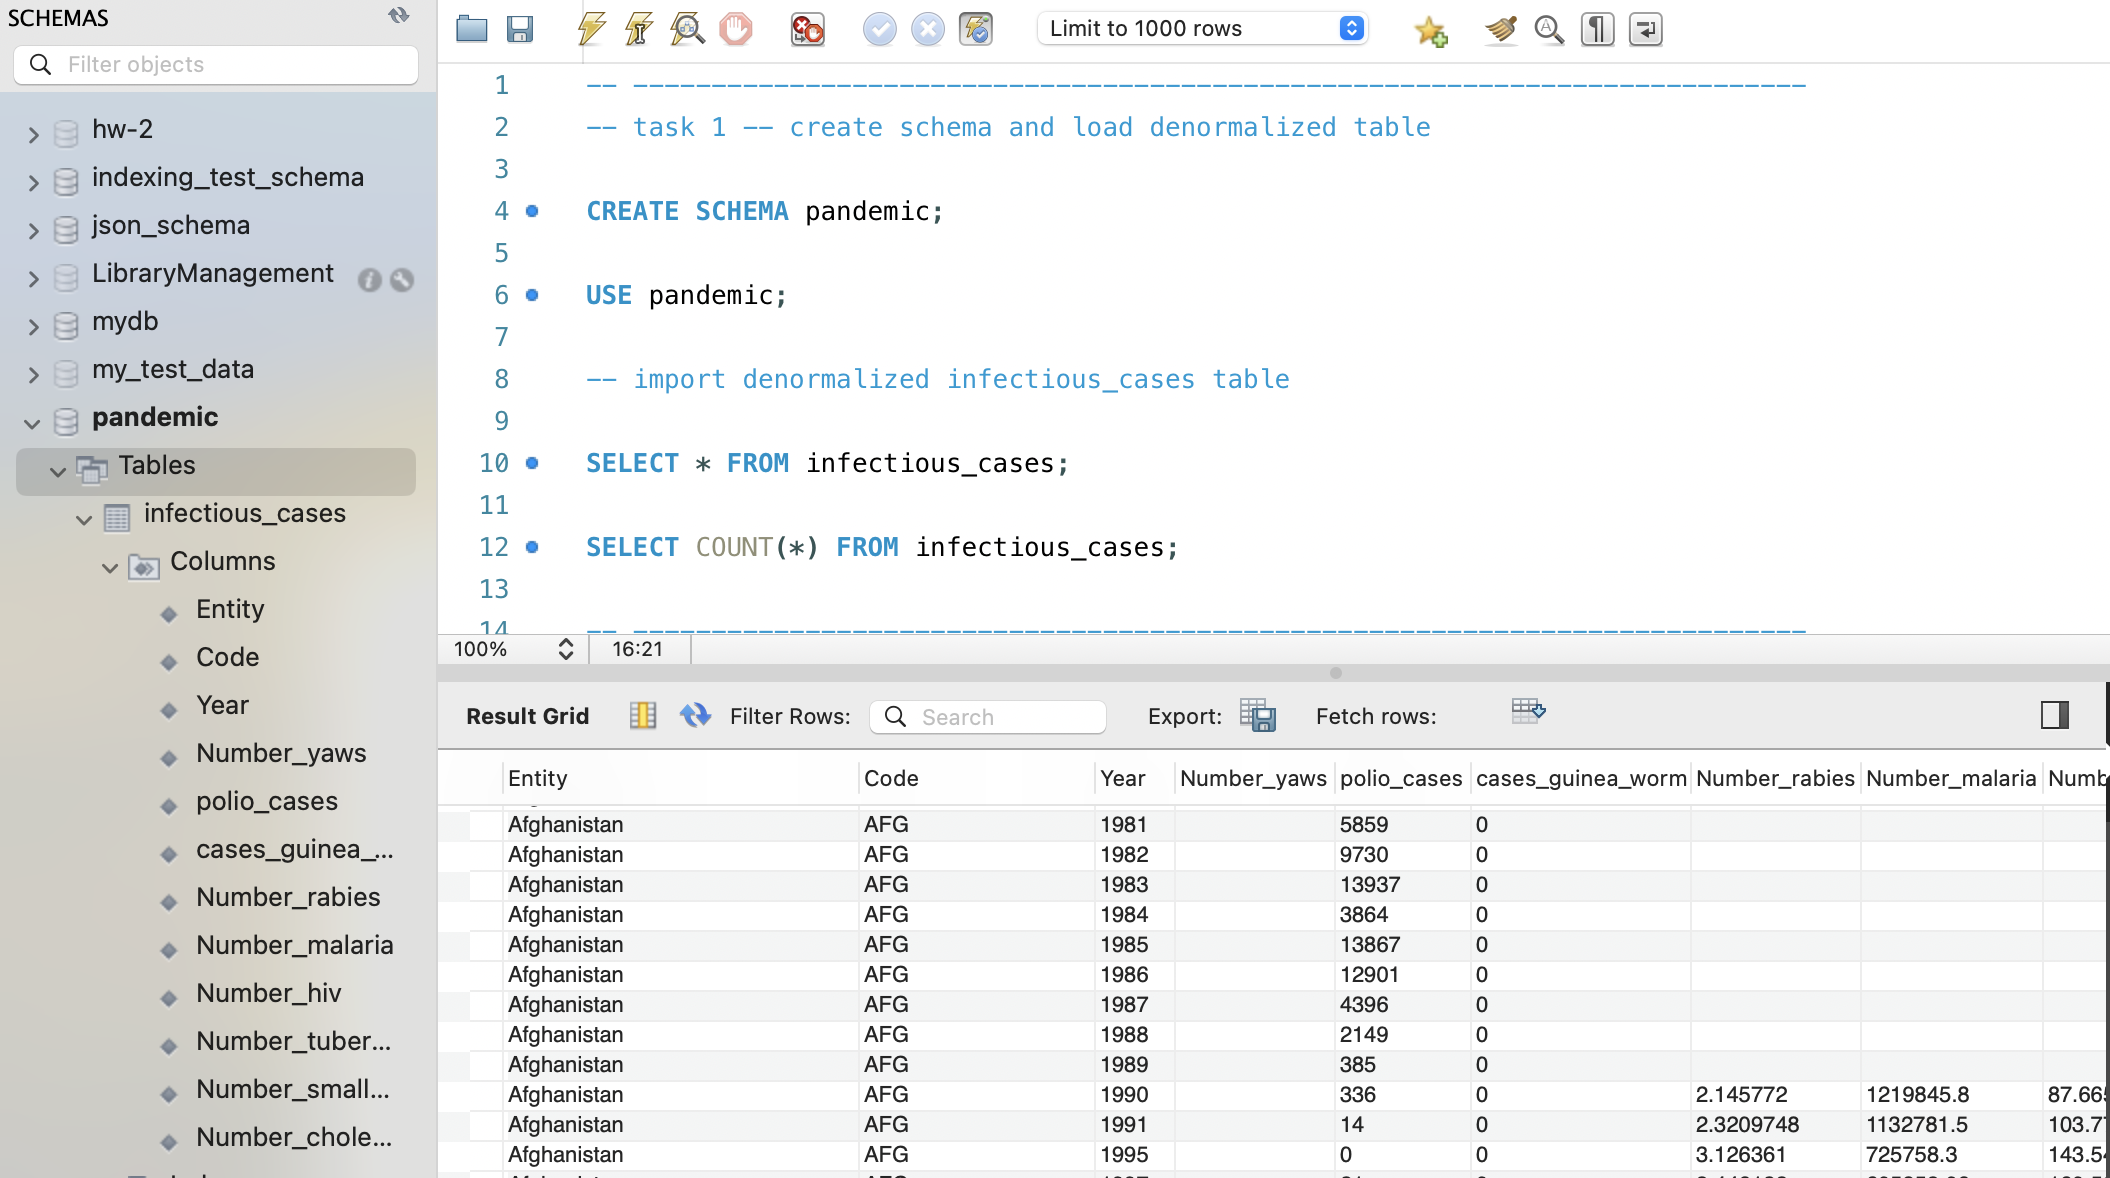 SCHEMAS
Filter objects
hw-2
indexing_test_schema
json_schema
LibraryManagement
mydb
my_test_data
pandemic
Tables
infectious_cases
Columns
Entity
Code
Year
Number_yaws
polio_cases
cases_guinea_...
Number_rabies
Number_malaria
Number_hiv
Number_tuber...
Number_small...
Number_chole...
Limit to 1000 rows
1 -- ---------------------------------------------------------------------------
2 -- task 1 -- create schema and load denormalized table
3
4 CREATE SCHEMA pandemic;
5
6 USE pandemic;
7
8 -- import denormalized infectious_cases table
9
10 SELECT * FROM infectious_cases;
11
12 SELECT COUNT(*) FROM infectious_cases;
13
14 -- ---------------------------------------------------------------------------
100% 16:21
Result Grid Filter Rows: Search Export: Fetch rows:
Entity Code Year Number_yaws polio_cases cases_guinea_worm Number_rabies Number_malaria Numb
Afghanistan AFG 1981 5859 0
Afghanistan AFG 1982 9730 0
Afghanistan AFG 1983 13937 0
Afghanistan AFG 1984 3864 0
Afghanistan AFG 1985 13867 0
Afghanistan AFG 1986 12901 0
Afghanistan AFG 1987 4396 0
Afghanistan AFG 1988 2149 0
Afghanistan AFG 1989 385 0
Afghanistan AFG 1990 336 0 2.145772 1219845.8 87.665
Afghanistan AFG 1991 14 0 2.3209748 1132781.5 103.7
Afghanistan AFG 1995 0 0 3.126361 725758.3 143.5